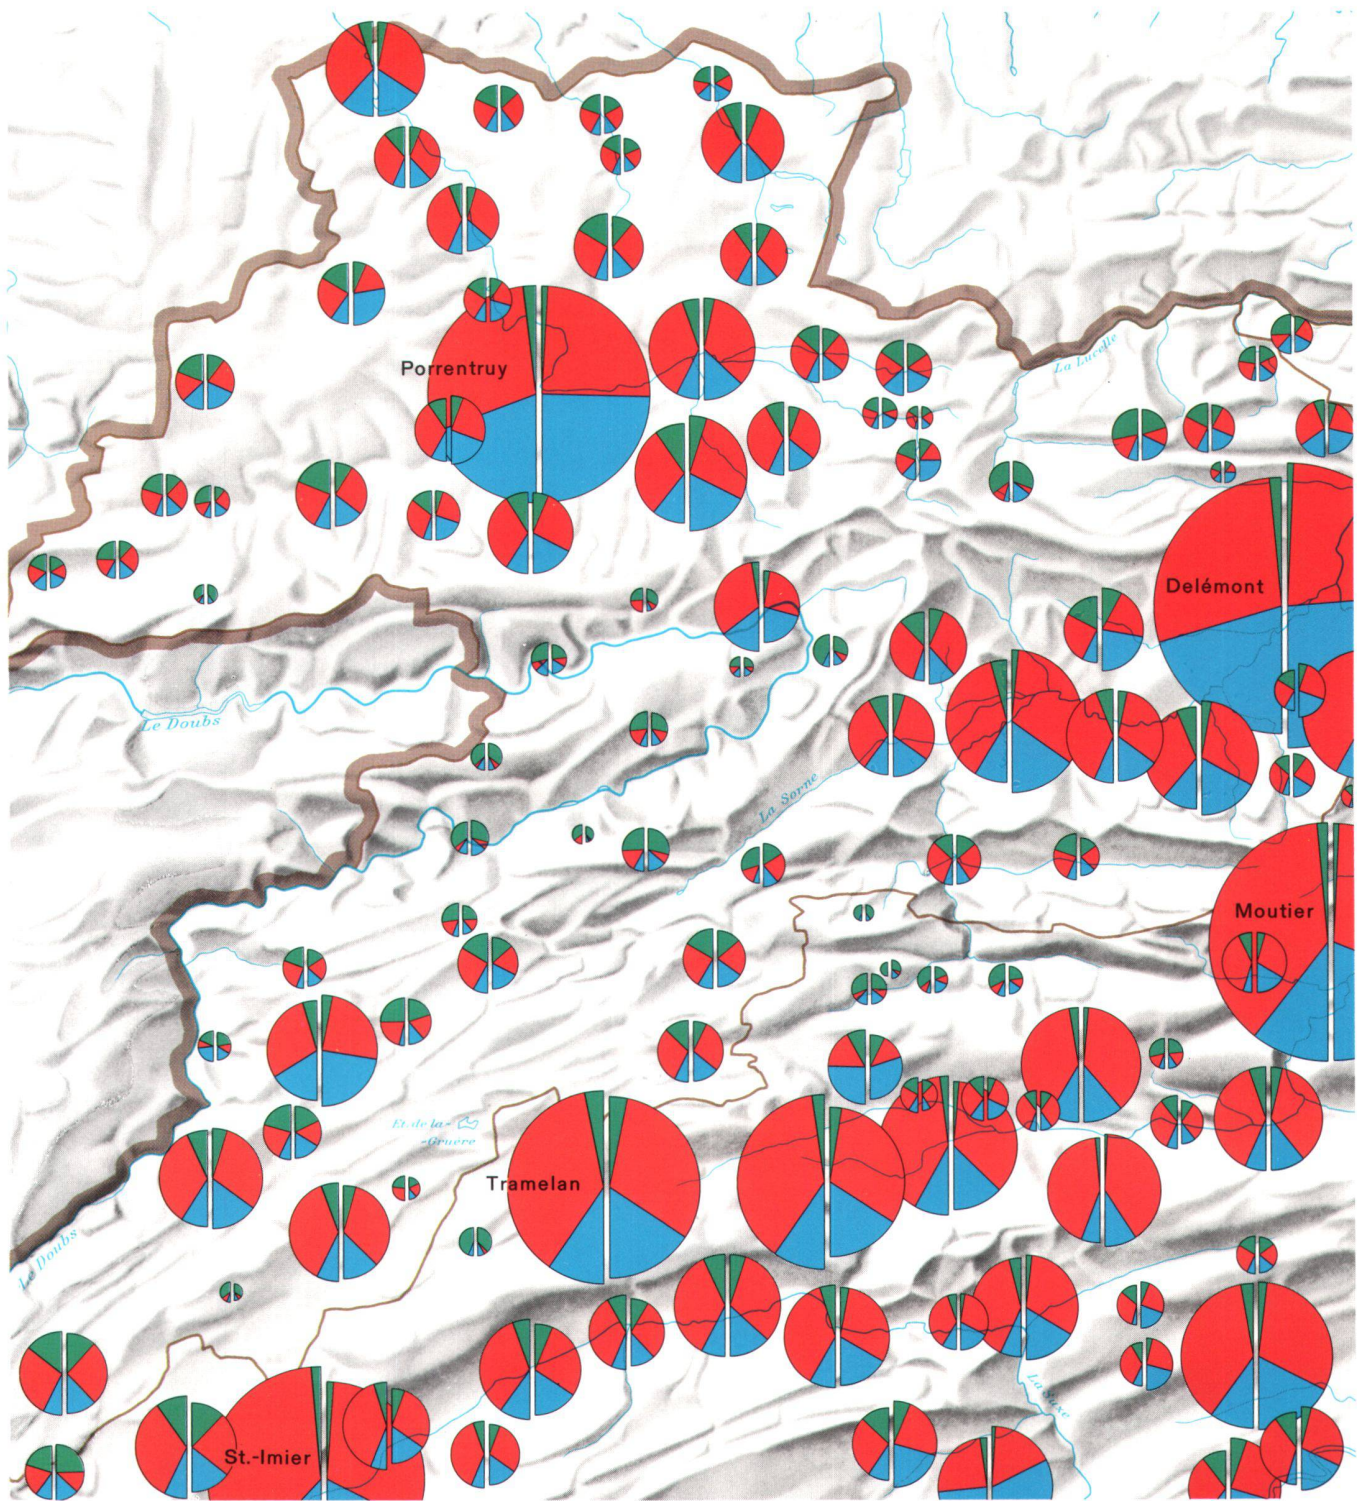 La Lucelle
Porrentruy
Delémont
Le Doubs
La Sorne
Moutier
Et. de la-
-Gruère
Tramelan
Le Doubs
La Suze
St.-Imier